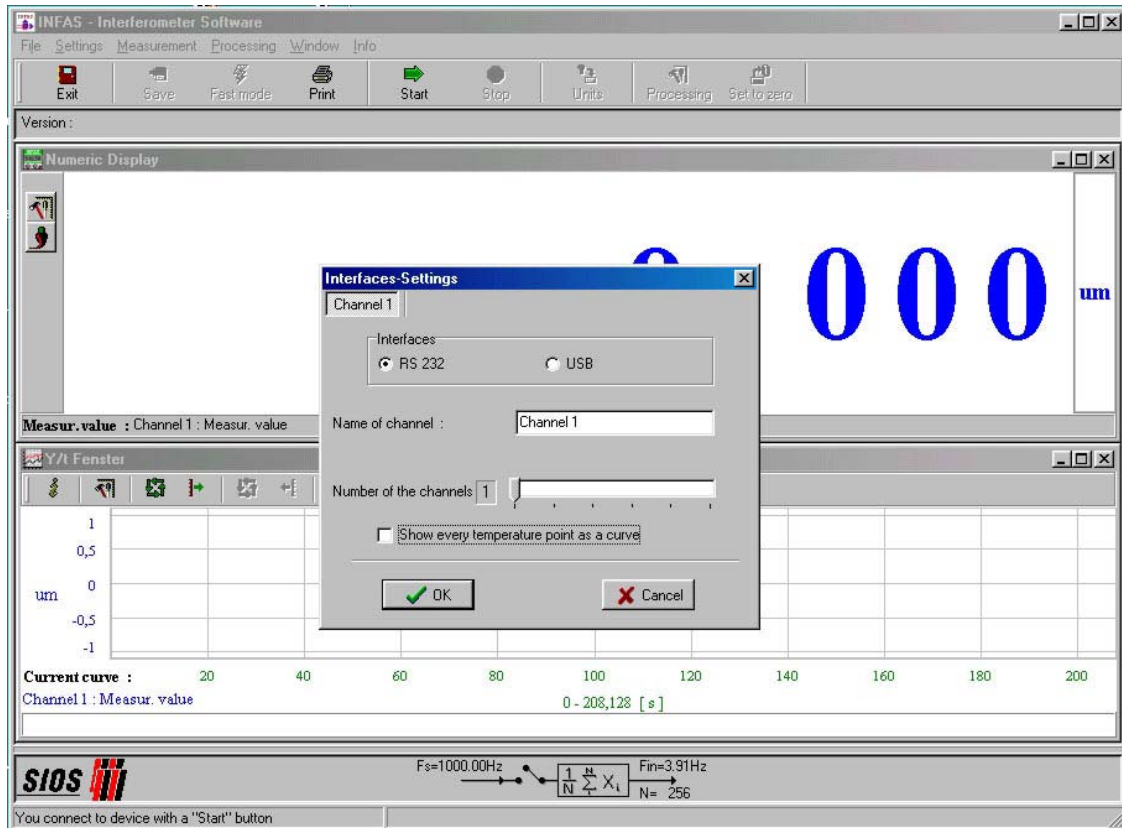 INFAS - Interferometer Software
File Settings Measurement Processing Window Info
Exit Save Fast mode Print Start Stop Units Processing Set to zero
Version :
Numeric Display
000
um
Interfaces-Settings
Channel 1
Interfaces
RS 232 USB
Name of channel : Channel 1
Number of the channels 1
Show every temperature point as a curve
OK Cancel
Measur. value : Channel 1 : Measur. value
Y/t Fenster
1
0,5
um 0
-0,5
-1
Current curve : 20 40 60 80 100 120 140 160 180 200
Channel 1 : Measur. value 0 - 208,128 [ s ]
SIOS
Fs=1000.00Hz 1/N N Σ 1 Xi Fin=3.91Hz
N= 256
You connect to device with a "Start" button